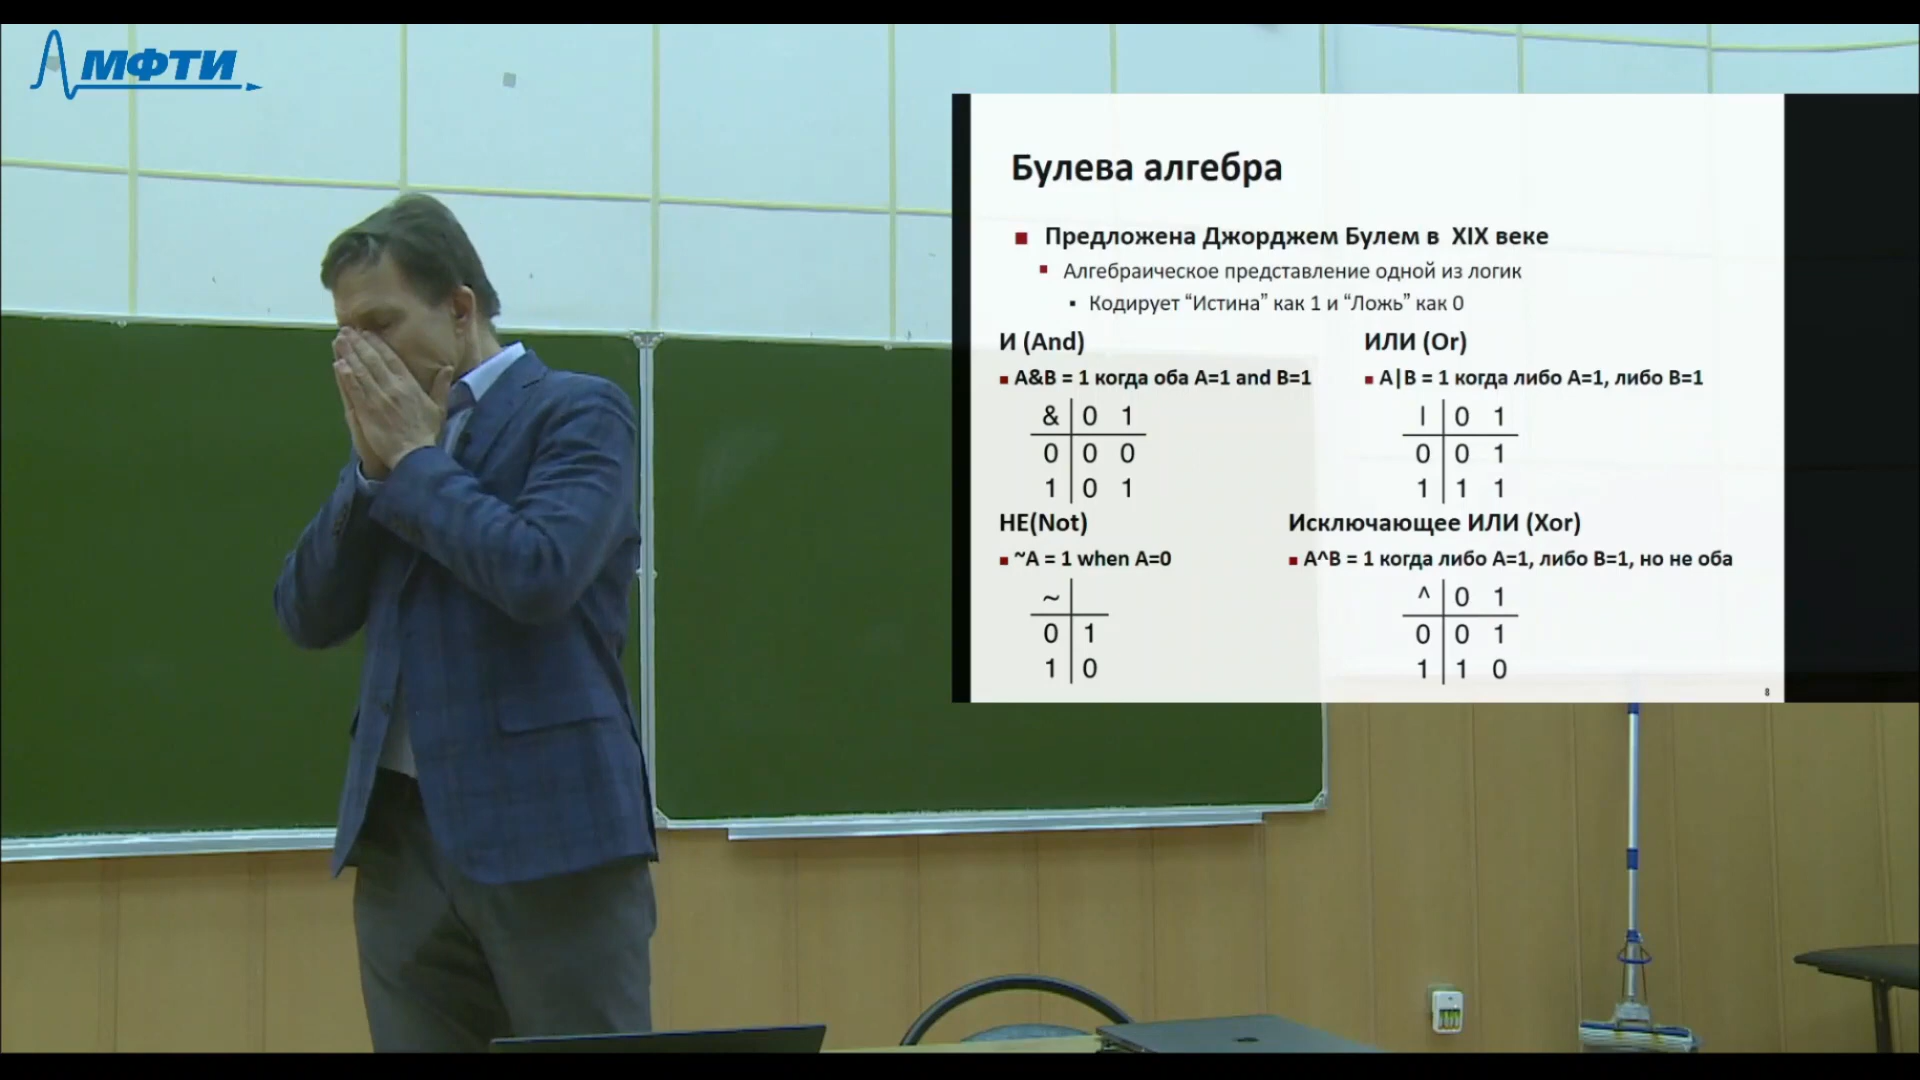 МФТИ
Булева алгебра
Предложена Джорджем Булем в XIX веке
Алгебраическое представление одной из логик
Кодирует “Истина” как 1 и “Ложь” как 0
И (And)
A&B = 1 когда оба A=1 and B=1
& 0 1
0 0 0
1 0 1
ИЛИ (Or)
A|B = 1 когда либо A=1, либо B=1
| 0 1
0 0 1
1 1 1
НЕ(Not)
~A = 1 when A=0
~
0 1
1 0
Исключающее ИЛИ (Xor)
A^B = 1 когда либо A=1, либо B=1, но не оба
^ 0 1
0 0 1
1 1 0
8